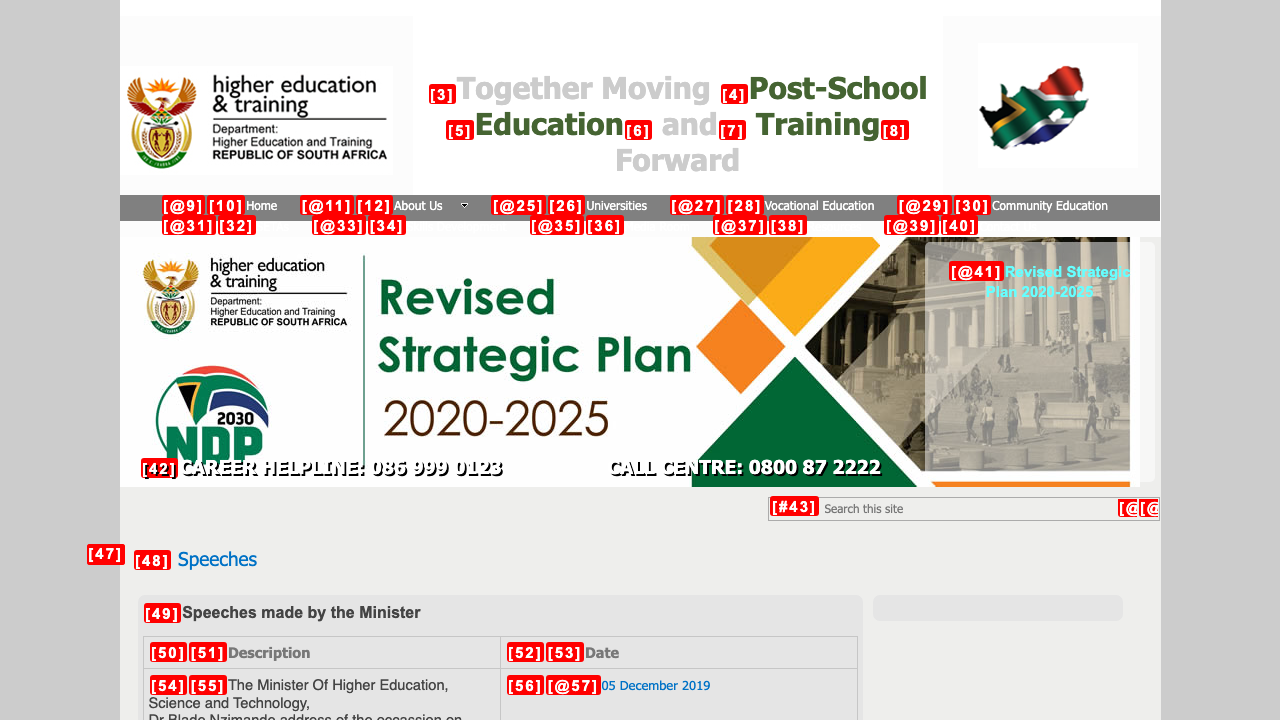 higher education
& training
Department:
Higher Education and Training
REPUBLIC OF SOUTH AFRICA
[3]Together Moving [4]Post-School
[5]Education[6] and[7] Training[8]
Forward
[@9] [10]Home [@11] [12]About Us [@25] [26]Universities [@27] [28]Vocational Education [@29] [30]Community Education
[@31] [32] [@33] [34] [@35] [36] [@37] [38] [@39] [40]
higher education
& training
Department:
Higher Education and Training
REPUBLIC OF SOUTH AFRICA
Revised
Strategic Plan
2020-2025
2030
NDP
[@41]Revised Strategic
Plan 2020-2025
[42]CAREER HELPLINE: 086 999 0123 CALL CENTRE: 0800 87 2222
[#43] Search this site [@ [@
[47] [48] Speeches
[49]Speeches made by the Minister
[50] [51]Description [52] [53]Date
[54] [55]The Minister Of Higher Education, [56] [@57]05 December 2019
Science and Technology,
Dr Blade Nzimande address of the occassion on